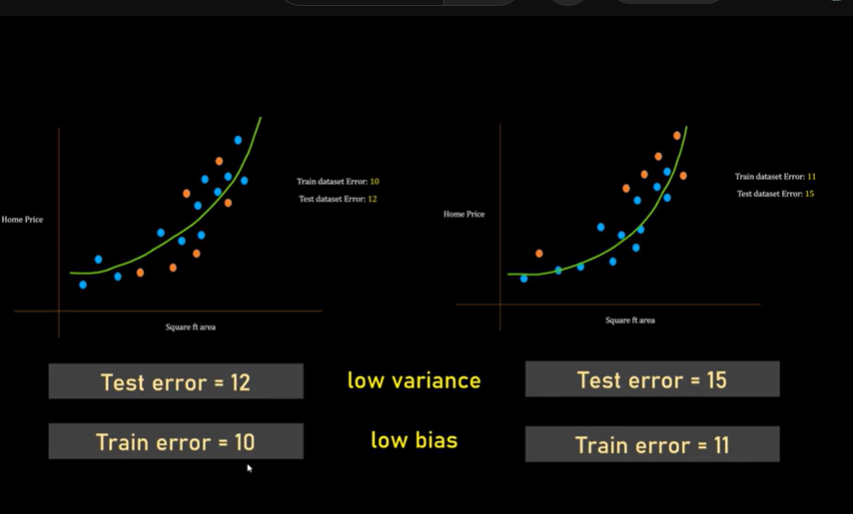 Home Price
Train dataset Error: 10
Test dataset Error: 12
Square ft area
Home Price
Train dataset Error: 11
Test dataset Error: 15
Square ft area
Test error = 12
low variance
Test error = 15
Train error = 10
low bias
Train error = 11